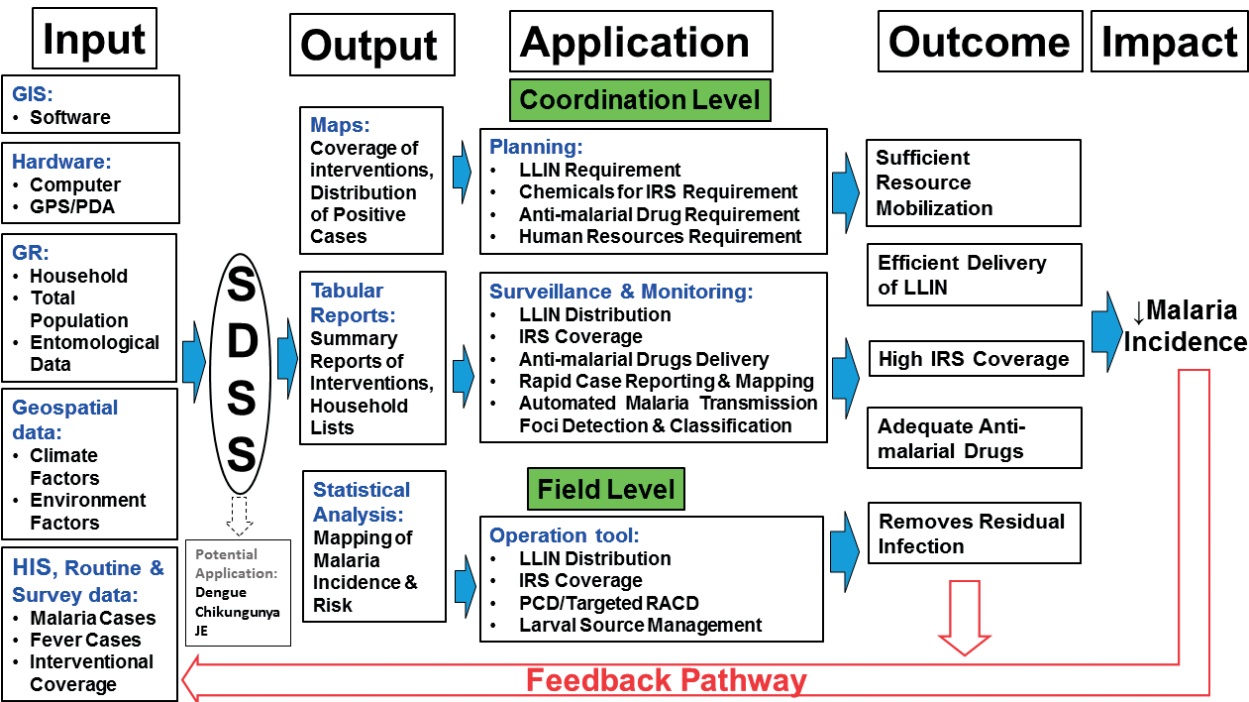 Input
GIS:
• Software
Hardware:
• Computer
• GPS/PDA
GR:
• Household
• Total
Population
• Entomological
Data
Geospatial
data:
• Climate
Factors
• Environment
Factors
HIS, Routine &
Survey data:
• Malaria Cases
• Fever Cases
• Interventional
Coverage
S
D
S
S
Potential
Application:
Dengue
Chikungunya
JE
Output
Maps:
Coverage of
interventions,
Distribution
of Positive
Cases
Tabular
Reports:
Summary
Reports of
Interventions,
Household
Lists
Statistical
Analysis:
Mapping of
Malaria
Incidence &
Risk
Application
Coordination Level
Planning:
• LLIN Requirement
• Chemicals for IRS Requirement
• Anti-malarial Drug Requirement
• Human Resources Requirement
Surveillance & Monitoring:
• LLIN Distribution
• IRS Coverage
• Anti-malarial Drugs Delivery
• Rapid Case Reporting & Mapping
• Automated Malaria Transmission
Foci Detection & Classification
Field Level
Operation tool:
• LLIN Distribution
• IRS Coverage
• PCD/Targeted RACD
• Larval Source Management
Outcome
Sufficient
Resource
Mobilization
Efficient Delivery
of LLIN
High IRS Coverage
Adequate Anti-
malarial Drugs
Removes Residual
Infection
Impact
↓Malaria
Incidence
Feedback Pathway